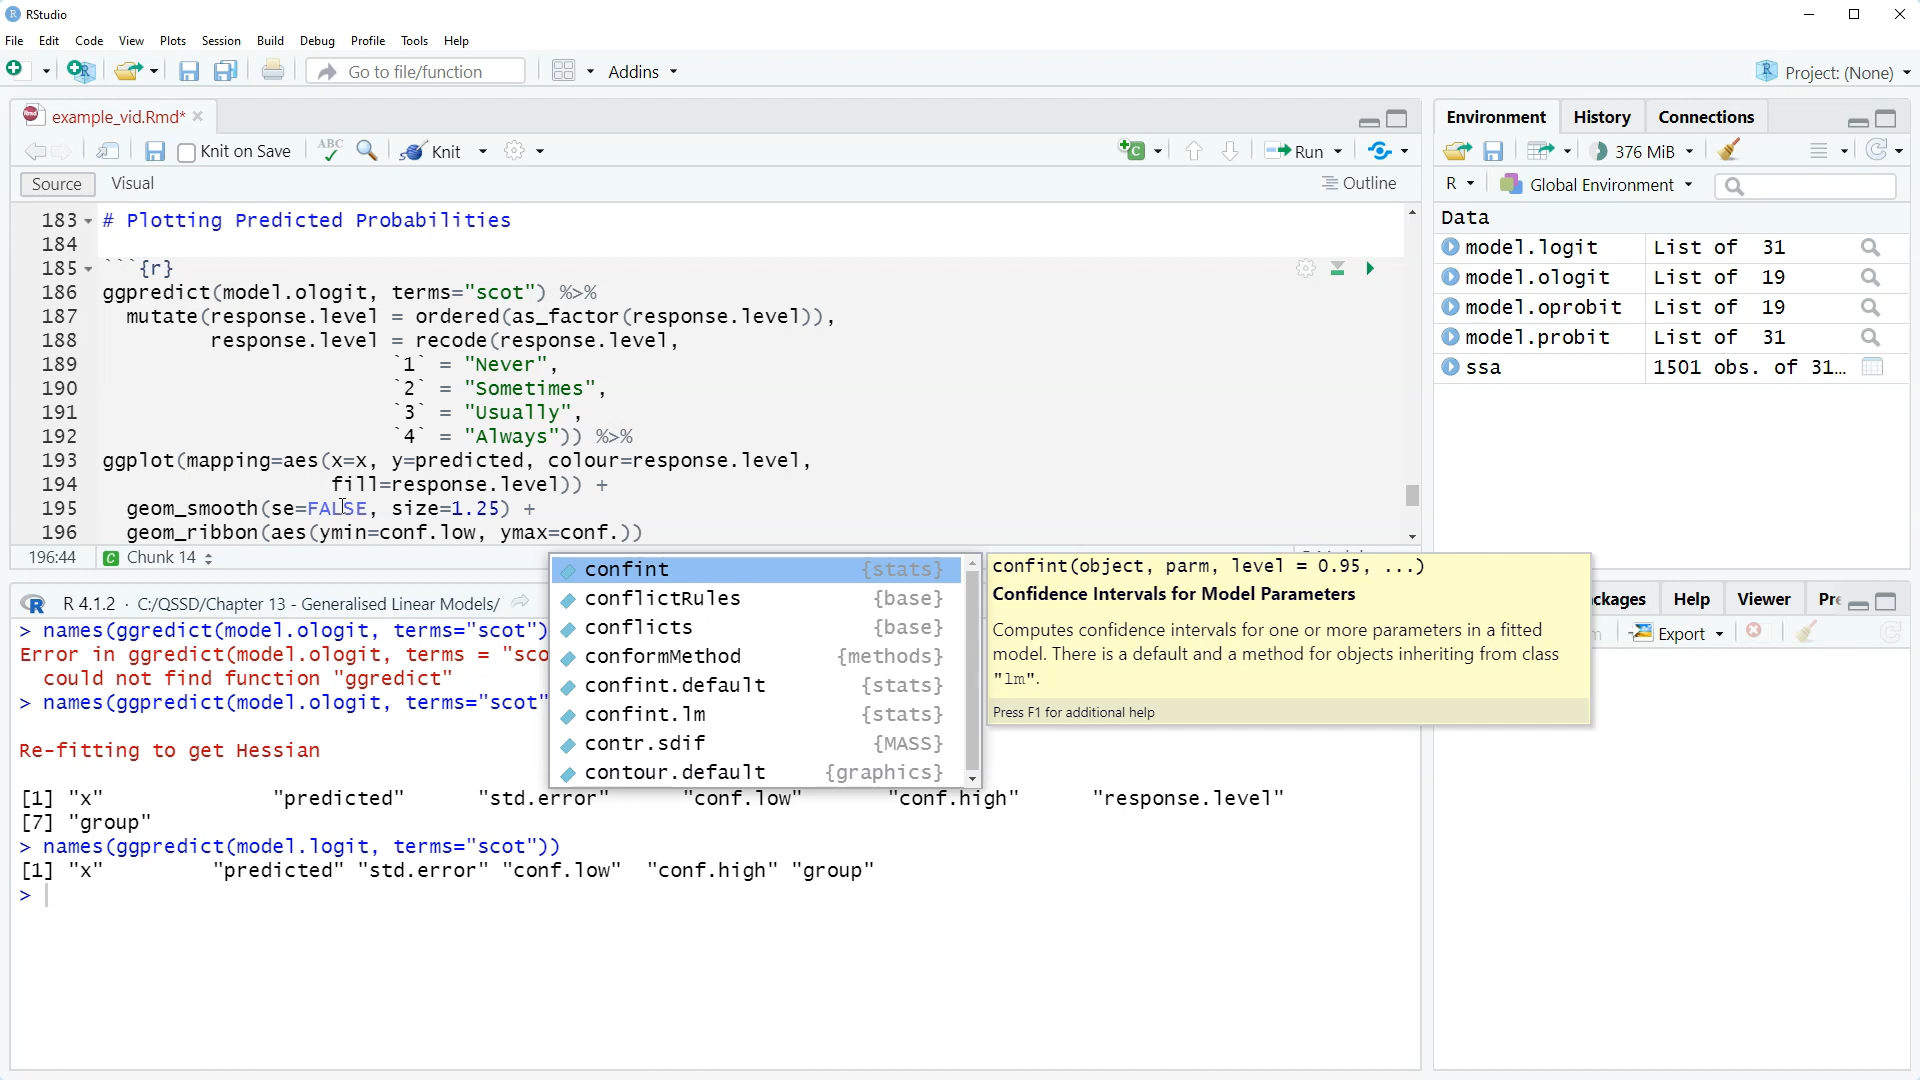 RStudio
File Edit Code View Plots Session Build Debug Profile Tools Help
Go to file/function Addins Project: (None)
example_vid.Rmd*
Knit on Save ABC Knit Run
Source Visual Outline
183 # Plotting Predicted Probabilities
184
185 ```{r}
186 ggpredict(model.ologit, terms="scot") %>%
187 mutate(response.level = ordered(as_factor(response.level)),
188 response.level = recode(response.level,
189 `1` = "Never",
190 `2` = "Sometimes",
191 `3` = "Usually",
192 `4` = "Always")) %>%
193 ggplot(mapping=aes(x=x, y=predicted, colour=response.level,
194 fill=response.level)) +
195 geom_smooth(se=FALSE, size=1.25) +
196 geom_ribbon(aes(ymin=conf.low, ymax=conf.))
196:44 Chunk 14
confint {stats}
conflictRules {base}
conflicts {base}
conformMethod {methods}
confint.default {stats}
confint.lm {stats}
contr.sdif {MASS}
contour.default {graphics}
confint(object, parm, level = 0.95, ...)
Confidence Intervals for Model Parameters
Computes confidence intervals for one or more parameters in a fitted
model. There is a default and a method for objects inheriting from class
"lm".
Press F1 for additional help
R 4.1.2 · C:/QSSD/Chapter 13 - Generalised Linear Models/
> names(ggredict(model.ologit, terms="scot")
Error in ggredict(model.ologit, terms = "sco
could not find function "ggredict"
> names(ggpredict(model.ologit, terms="scot"
Re-fitting to get Hessian
[1] "x" "predicted" "std.error" "conf.low" "conf.high" "response.level"
[7] "group"
> names(ggpredict(model.logit, terms="scot"))
[1] "x" "predicted" "std.error" "conf.low" "conf.high" "group"
>
Environment History Connections
376 MiB
R Global Environment
Data
model.logit List of 31
model.ologit List of 19
model.oprobit List of 19
model.probit List of 31
ssa 1501 obs. of 31…
ckages Help Viewer Pre
Export